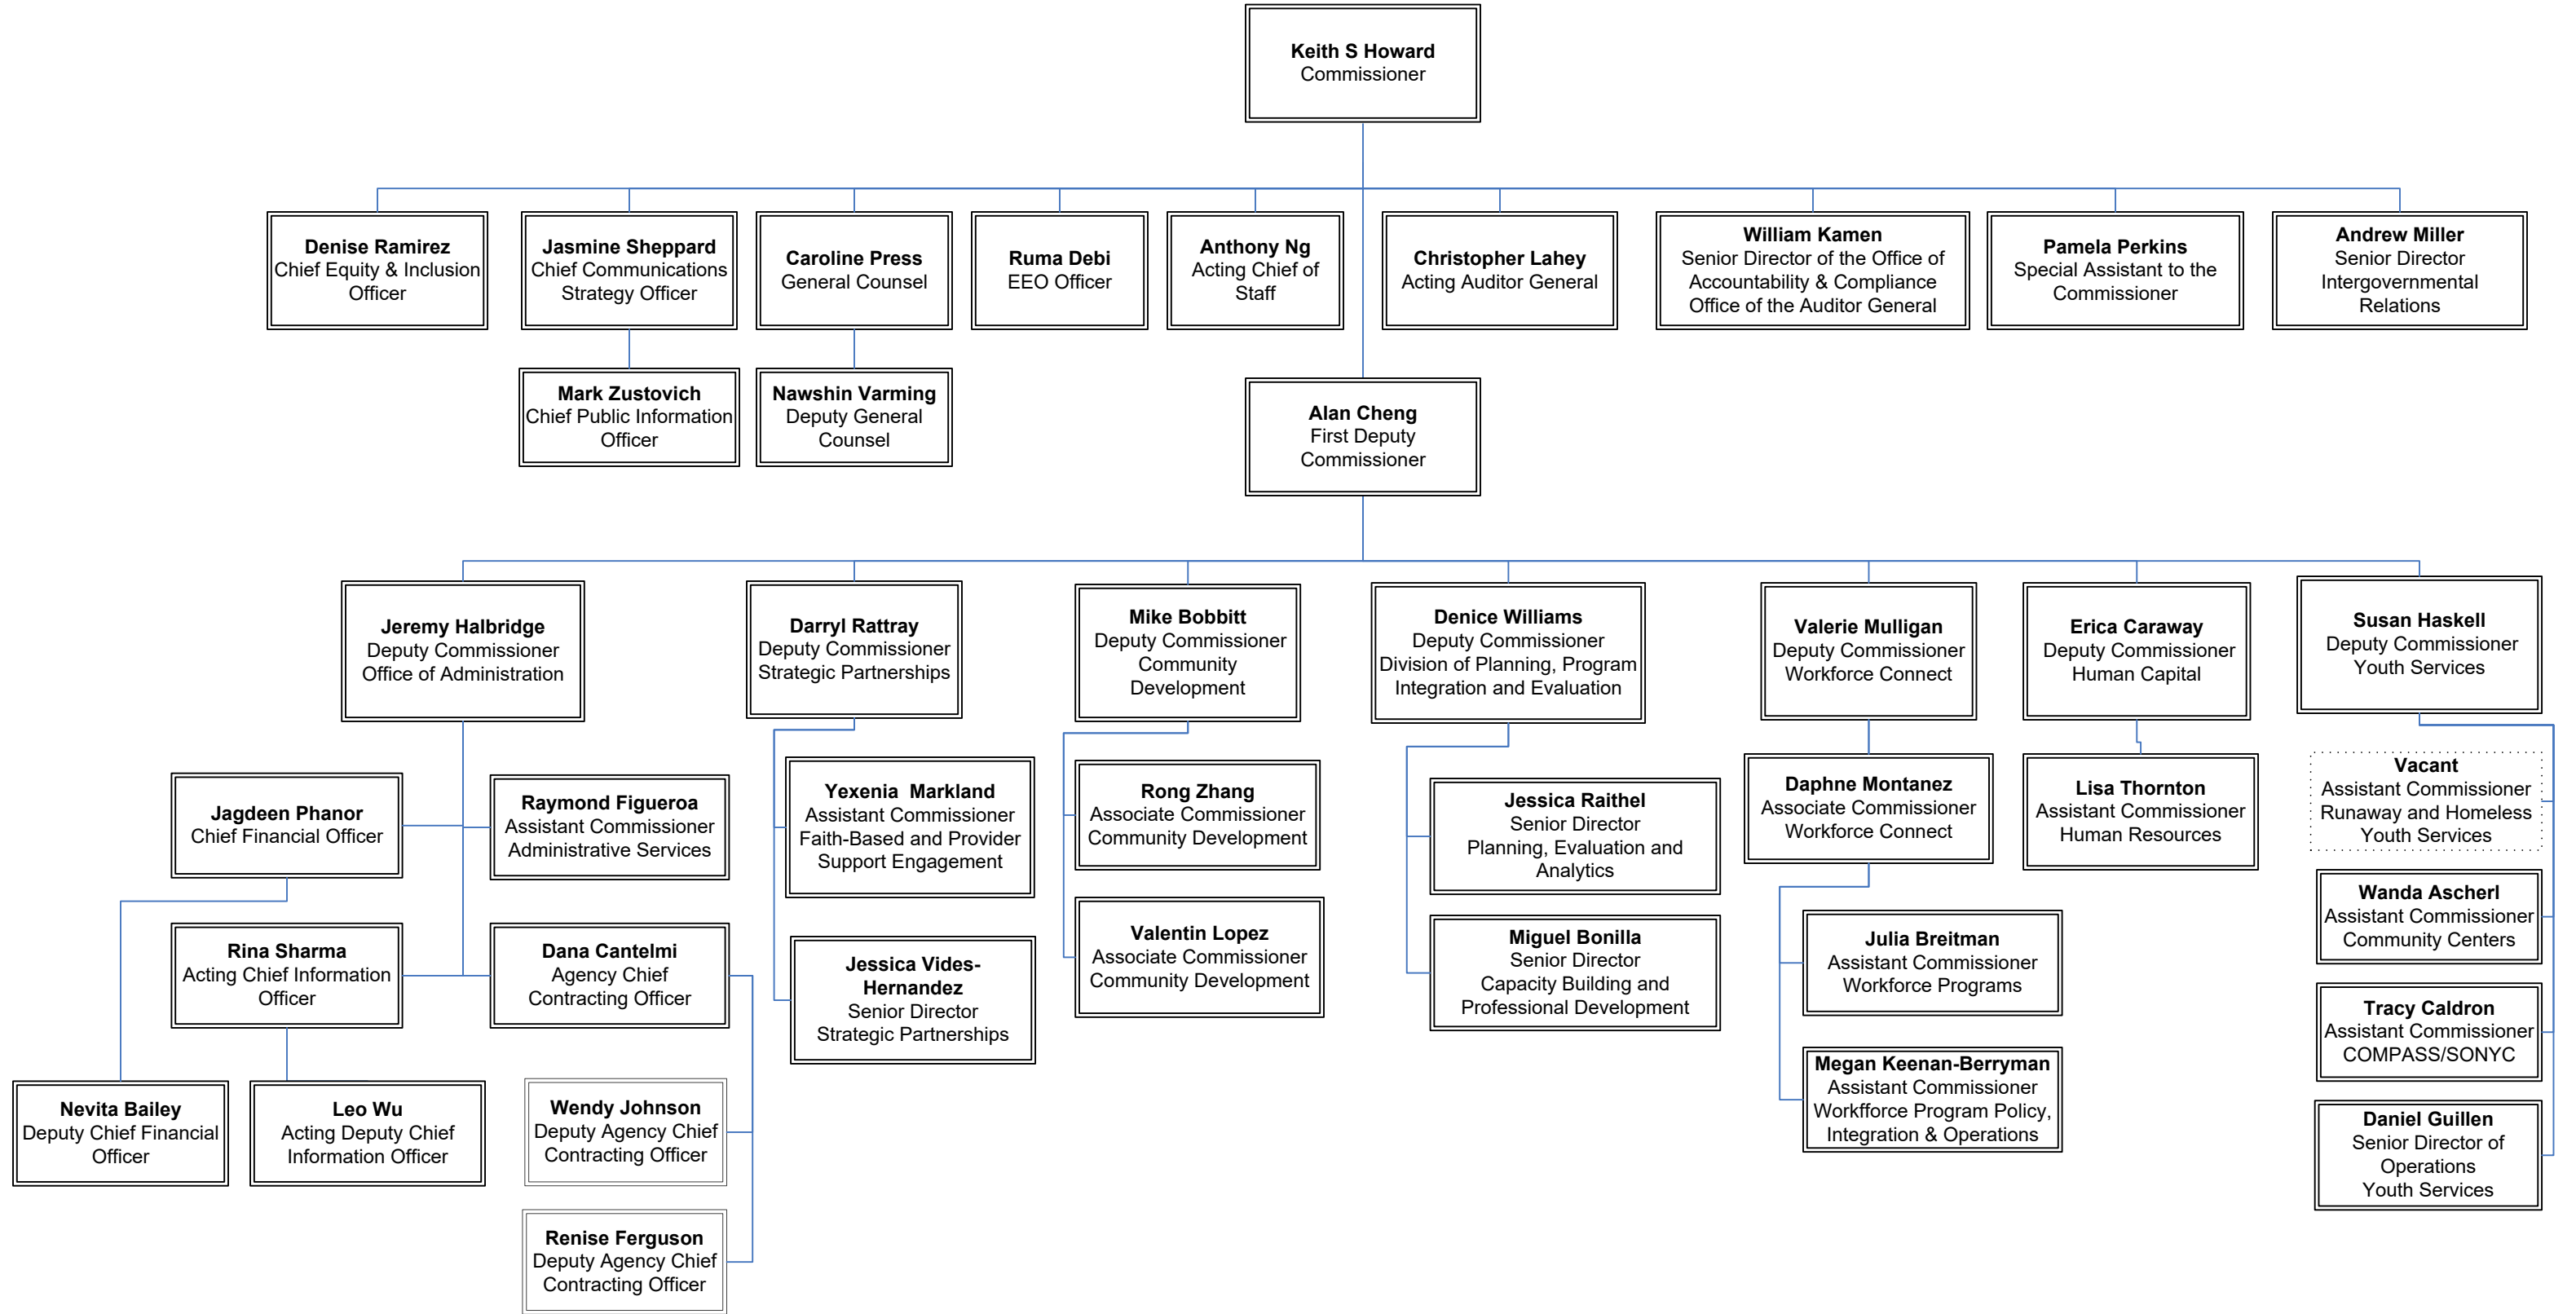 Keith S Howard
Commissioner
Denise Ramirez
Chief Equity & Inclusion
Officer
Jasmine Sheppard
Chief Communications
Strategy Officer
Caroline Press
General Counsel
Ruma Debi
EEO Officer
Anthony Ng
Acting Chief of
Staff
Christopher Lahey
Acting Auditor General
William Kamen
Senior Director of the Office of
Accountability & Compliance
Office of the Auditor General
Pamela Perkins
Special Assistant to the
Commissioner
Andrew Miller
Senior Director
Intergovernmental
Relations
Mark Zustovich
Chief Public Information
Officer
Nawshin Varming
Deputy General
Counsel
Alan Cheng
First Deputy
Commissioner
Jeremy Halbridge
Deputy Commissioner
Office of Administration
Darryl Rattray
Deputy Commissioner
Strategic Partnerships
Mike Bobbitt
Deputy Commissioner
Community
Development
Denice Williams
Deputy Commissioner
Division of Planning, Program
Integration and Evaluation
Valerie Mulligan
Deputy Commissioner
Workforce Connect
Erica Caraway
Deputy Commissioner
Human Capital
Susan Haskell
Deputy Commissioner
Youth Services
Jagdeen Phanor
Chief Financial Officer
Raymond Figueroa
Assistant Commissioner
Administrative Services
Yexenia  Markland
Assistant Commissioner
Faith-Based and Provider
Support Engagement
Rong Zhang
Associate Commissioner
Community Development
Jessica Raithel
Senior Director
Planning, Evaluation and
Analytics
Daphne Montanez
Associate Commissioner
Workforce Connect
Lisa Thornton
Assistant Commissioner
Human Resources
Vacant
Assistant Commissioner
Runaway and Homeless
Youth Services
Rina Sharma
Acting Chief Information
Officer
Dana Cantelmi
Agency Chief
Contracting Officer
Jessica Vides-
Hernandez
Senior Director
Strategic Partnerships
Valentin Lopez
Associate Commissioner
Community Development
Miguel Bonilla
Senior Director
Capacity Building and
Professional Development
Julia Breitman
Assistant Commissioner
Workforce Programs
Wanda Ascherl
Assistant Commissioner
Community Centers
Tracy Caldron
Assistant Commissioner
COMPASS/SONYC
Nevita Bailey
Deputy Chief Financial
Officer
Leo Wu
Acting Deputy Chief
Information Officer
Wendy Johnson
Deputy Agency Chief
Contracting Officer
Megan Keenan-Berryman
Assistant Commissioner
Workfforce Program Policy,
Integration & Operations
Daniel Guillen
Senior Director of
Operations
Youth Services
Renise Ferguson
Deputy Agency Chief
Contracting Officer